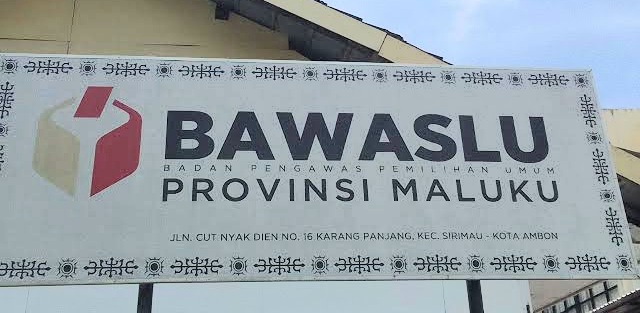 BAWASLU
BADAN PENGAWAS PEMILIHAN UMUM
PROVINSI MALUKU
JLN. CUT NYAK DIEN NO. 16 KARANG PANJANG, KEC. SIRIMAU - KOTA AMBON